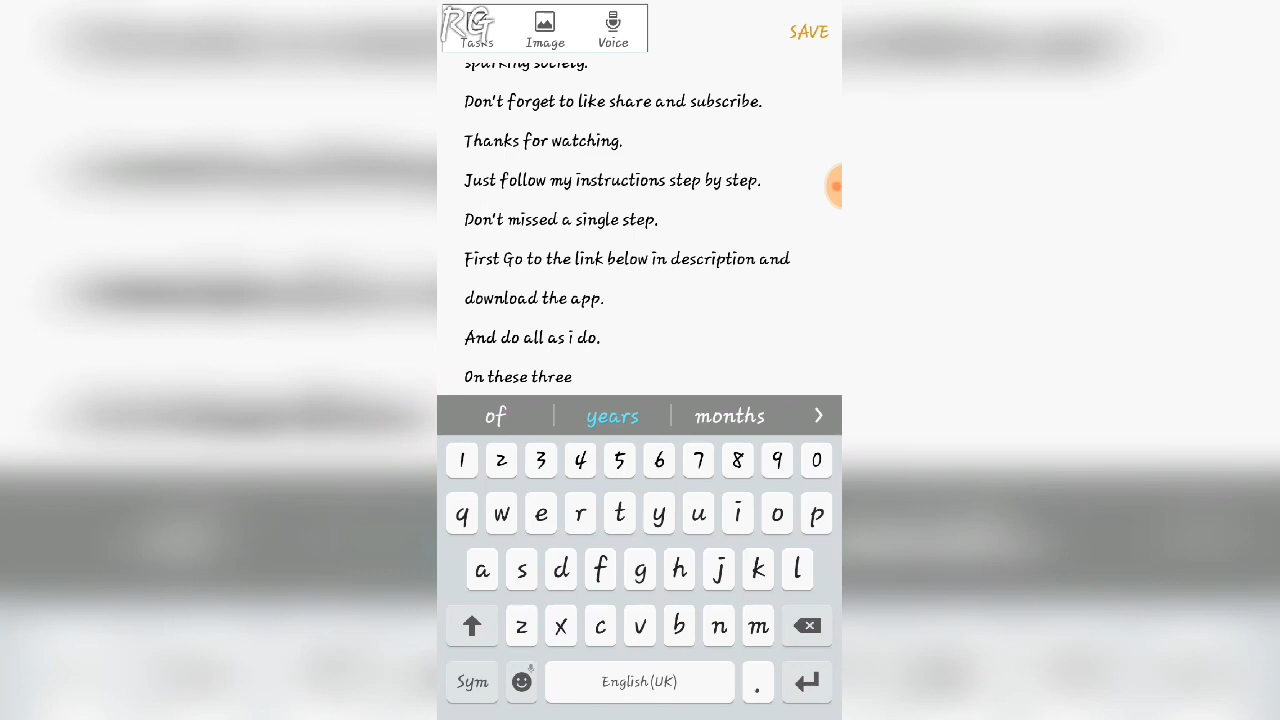 RG
Tasks Image Voice SAVE
sparking society.
Don't forget to like share and subscribe.
Thanks for watching.
Just follow my instructions step by step.
Don't missed a single step.
First Go to the link below in description and
download the app.
And do all as i do.
On these three
of years months >
1 2 3 4 5 6 7 8 9 0
q w e r t y u i o p
a s d f g h j k l
z x c v b n m
Sym English(UK) .